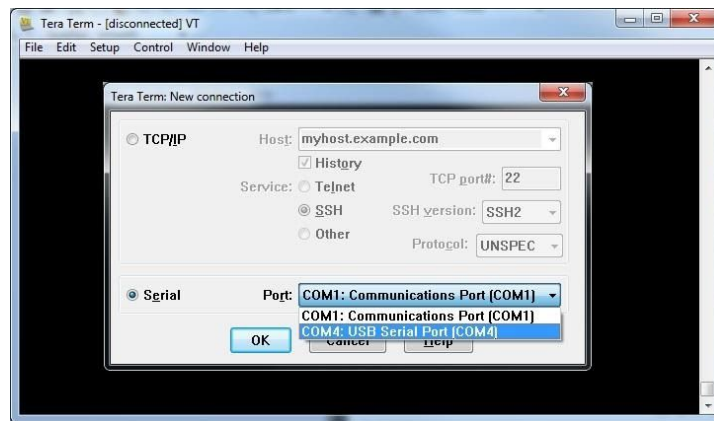 Tera Term - [disconnected] VT
File Edit Setup Control Window Help
Tera Term: New connection
TCP/IP Host: myhost.example.com
History
Service: Telnet TCP port#: 22
SSH SSH version: SSH2
Other Protocol: UNSPEC
Serial Port: COM1: Communications Port (COM1)
COM1: Communications Port (COM1)
COM4: USB Serial Port (COM4)
OK Cancel Help